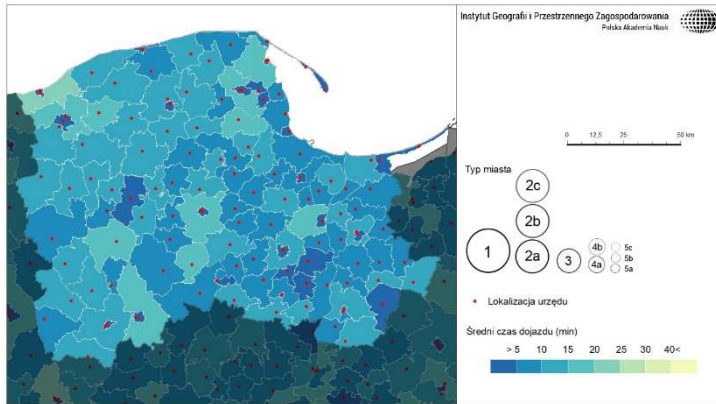 Instytut Geografii i Przestrzennego Zagospodarowania
Polska Akademia Nauk
0 12,5 25 50 km
Typ miasta
2c
2b
1 2a 3 4b 4a 5c 5b 5a
Lokalizacja urzędu
Średni czas dojazdu (min)
> 5 10 15 20 25 30 40<